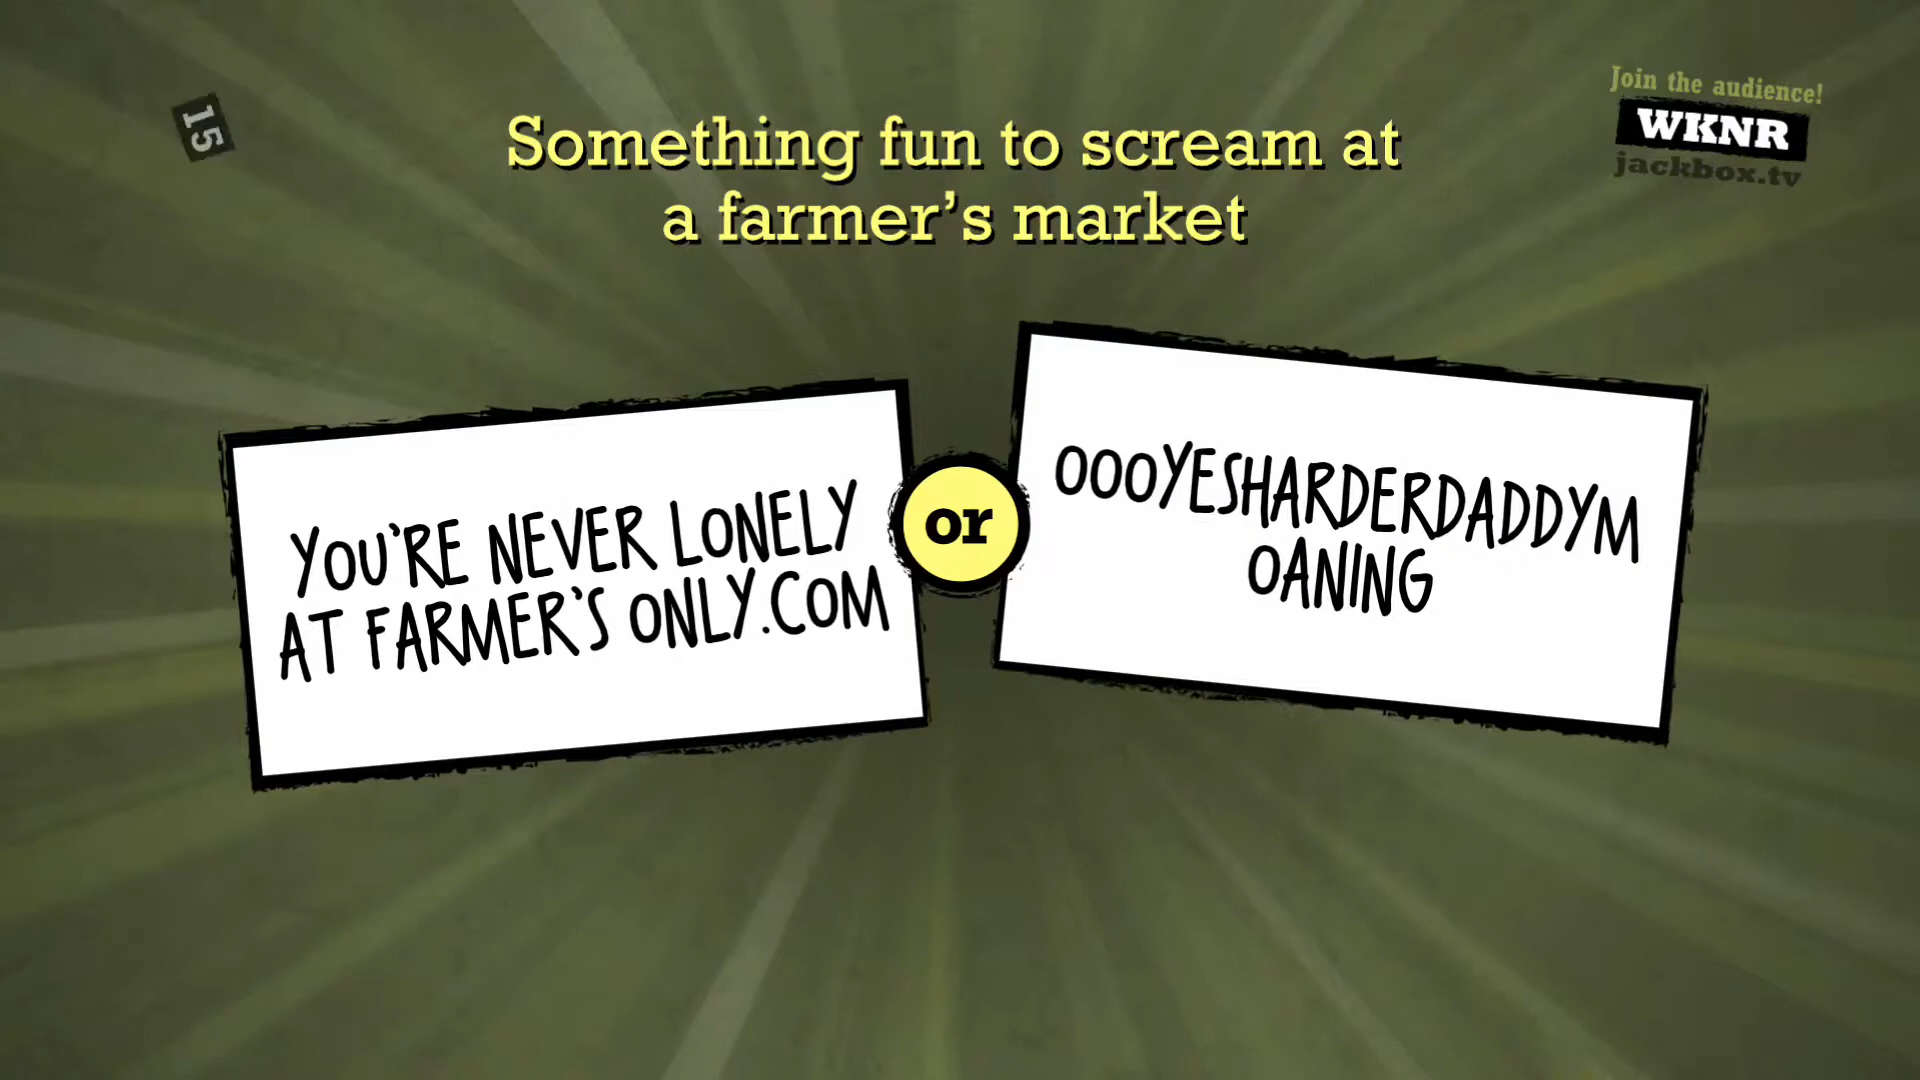 15
Something fun to scream at
a farmer's market
Join the audience!
WKNR
jackbox.tv
YOU'RE NEVER LONELY
AT FARMER'S ONLY.COM
or
OOOYESHARDERDADDYM
OANING